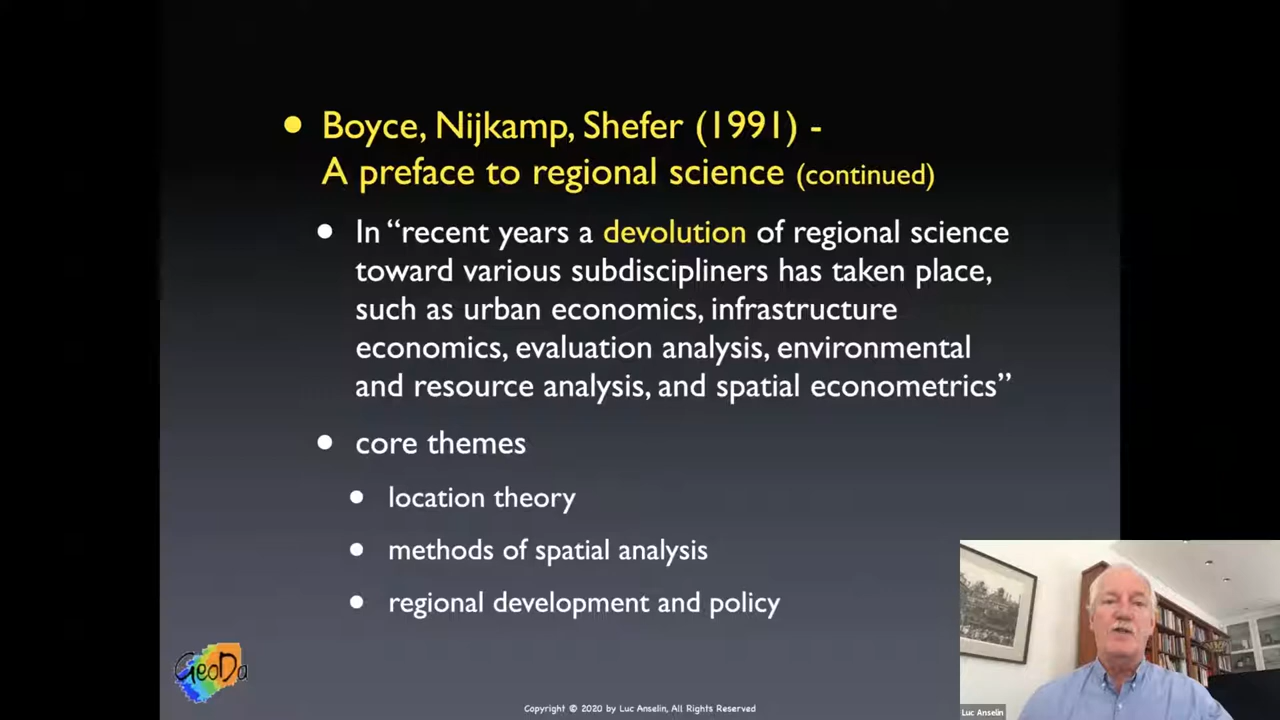 Boyce, Nijkamp, Shefer (1991) -
A preface to regional science (continued)
In “recent years a devolution of regional science
toward various subdiscipliners has taken place,
such as urban economics, infrastructure
economics, evaluation analysis, environmental
and resource analysis, and spatial econometrics”
core themes
location theory
methods of spatial analysis
regional development and policy
GeoDa
Copyright © 2020 by Luc Anselin, All Rights Reserved
Luc Anselin